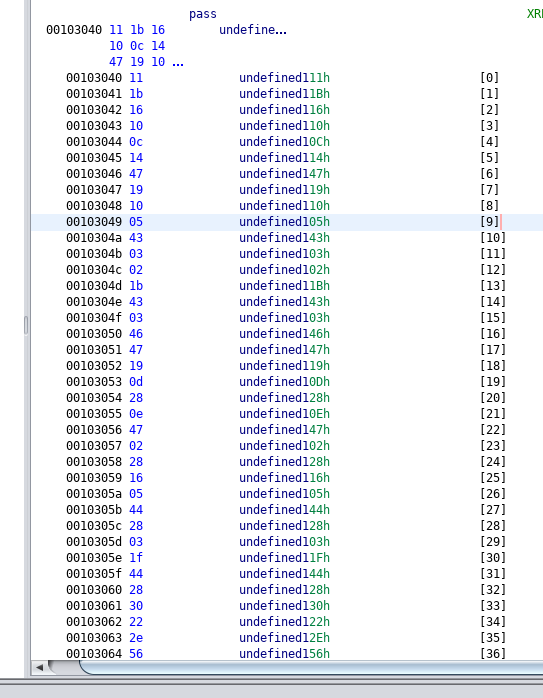 pass XRE
00103040 11 1b 16 undefine...
10 0c 14
47 19 10 ...
00103040 11 undefined111h [0]
00103041 1b undefined11Bh [1]
00103042 16 undefined116h [2]
00103043 10 undefined110h [3]
00103044 0c undefined10Ch [4]
00103045 14 undefined114h [5]
00103046 47 undefined147h [6]
00103047 19 undefined119h [7]
00103048 10 undefined110h [8]
00103049 05 undefined105h [9]
0010304a 43 undefined143h [10]
0010304b 03 undefined103h [11]
0010304c 02 undefined102h [12]
0010304d 1b undefined11Bh [13]
0010304e 43 undefined143h [14]
0010304f 03 undefined103h [15]
00103050 46 undefined146h [16]
00103051 47 undefined147h [17]
00103052 19 undefined119h [18]
00103053 0d undefined10Dh [19]
00103054 28 undefined128h [20]
00103055 0e undefined10Eh [21]
00103056 47 undefined147h [22]
00103057 02 undefined102h [23]
00103058 28 undefined128h [24]
00103059 16 undefined116h [25]
0010305a 05 undefined105h [26]
0010305b 44 undefined144h [27]
0010305c 28 undefined128h [28]
0010305d 03 undefined103h [29]
0010305e 1f undefined11Fh [30]
0010305f 44 undefined144h [31]
00103060 28 undefined128h [32]
00103061 30 undefined130h [33]
00103062 22 undefined122h [34]
00103063 2e undefined12Eh [35]
00103064 56 undefined156h [36]